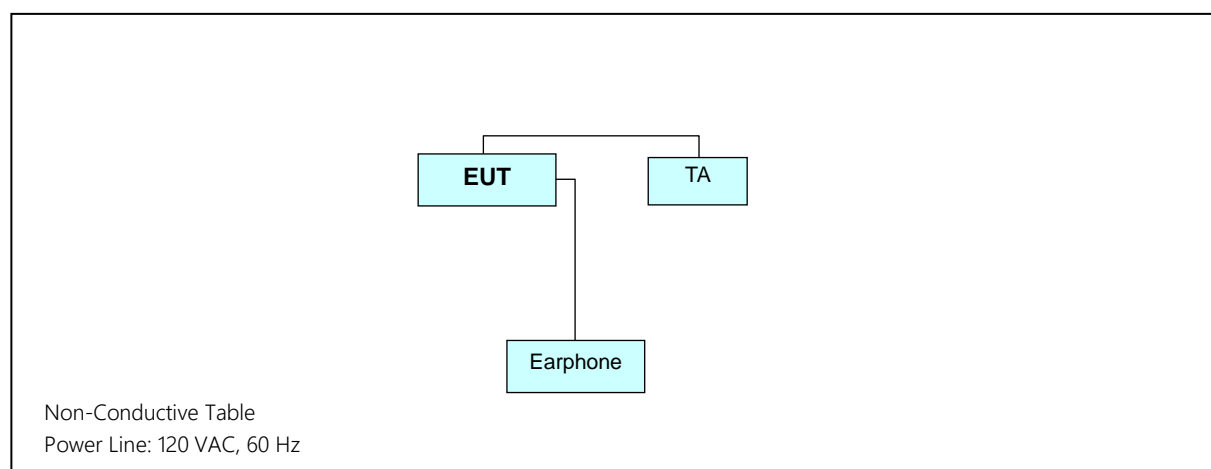 EUT
TA
Earphone
Non-Conductive Table
Power Line: 120 VAC, 60 Hz